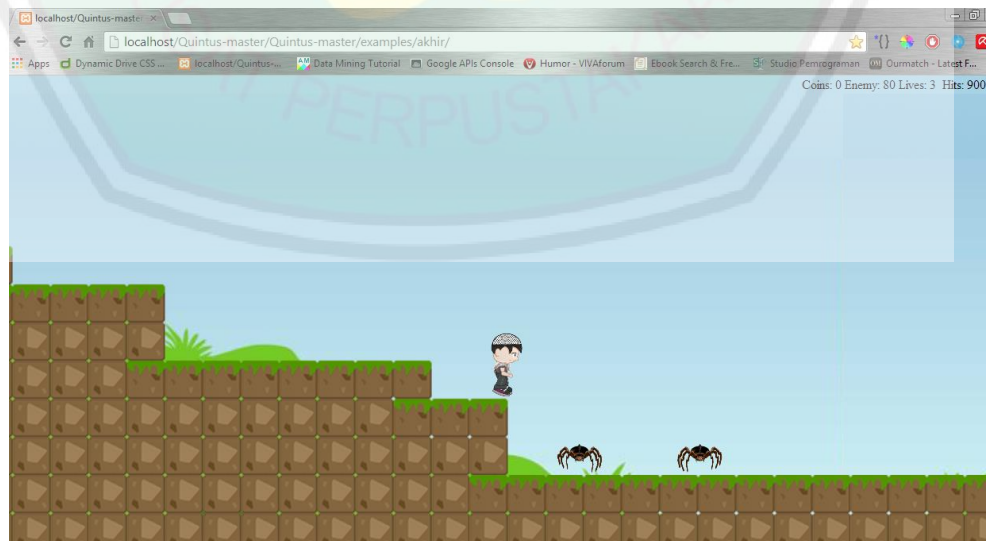 localhost/Quintus-maste
localhost/Quintus-master/Quintus-master/examples/akhir/
Apps Dynamic Drive CSS ... localhost/Quintus-... Data Mining Tutorial Google APIs Console Humor - VIVAforum Ebook Search & Fre... Studio Pemrograman Ourmatch - Latest F...
Coins: 0 Enemy: 80 Lives: 3 Hits: 900
PERPUSTA